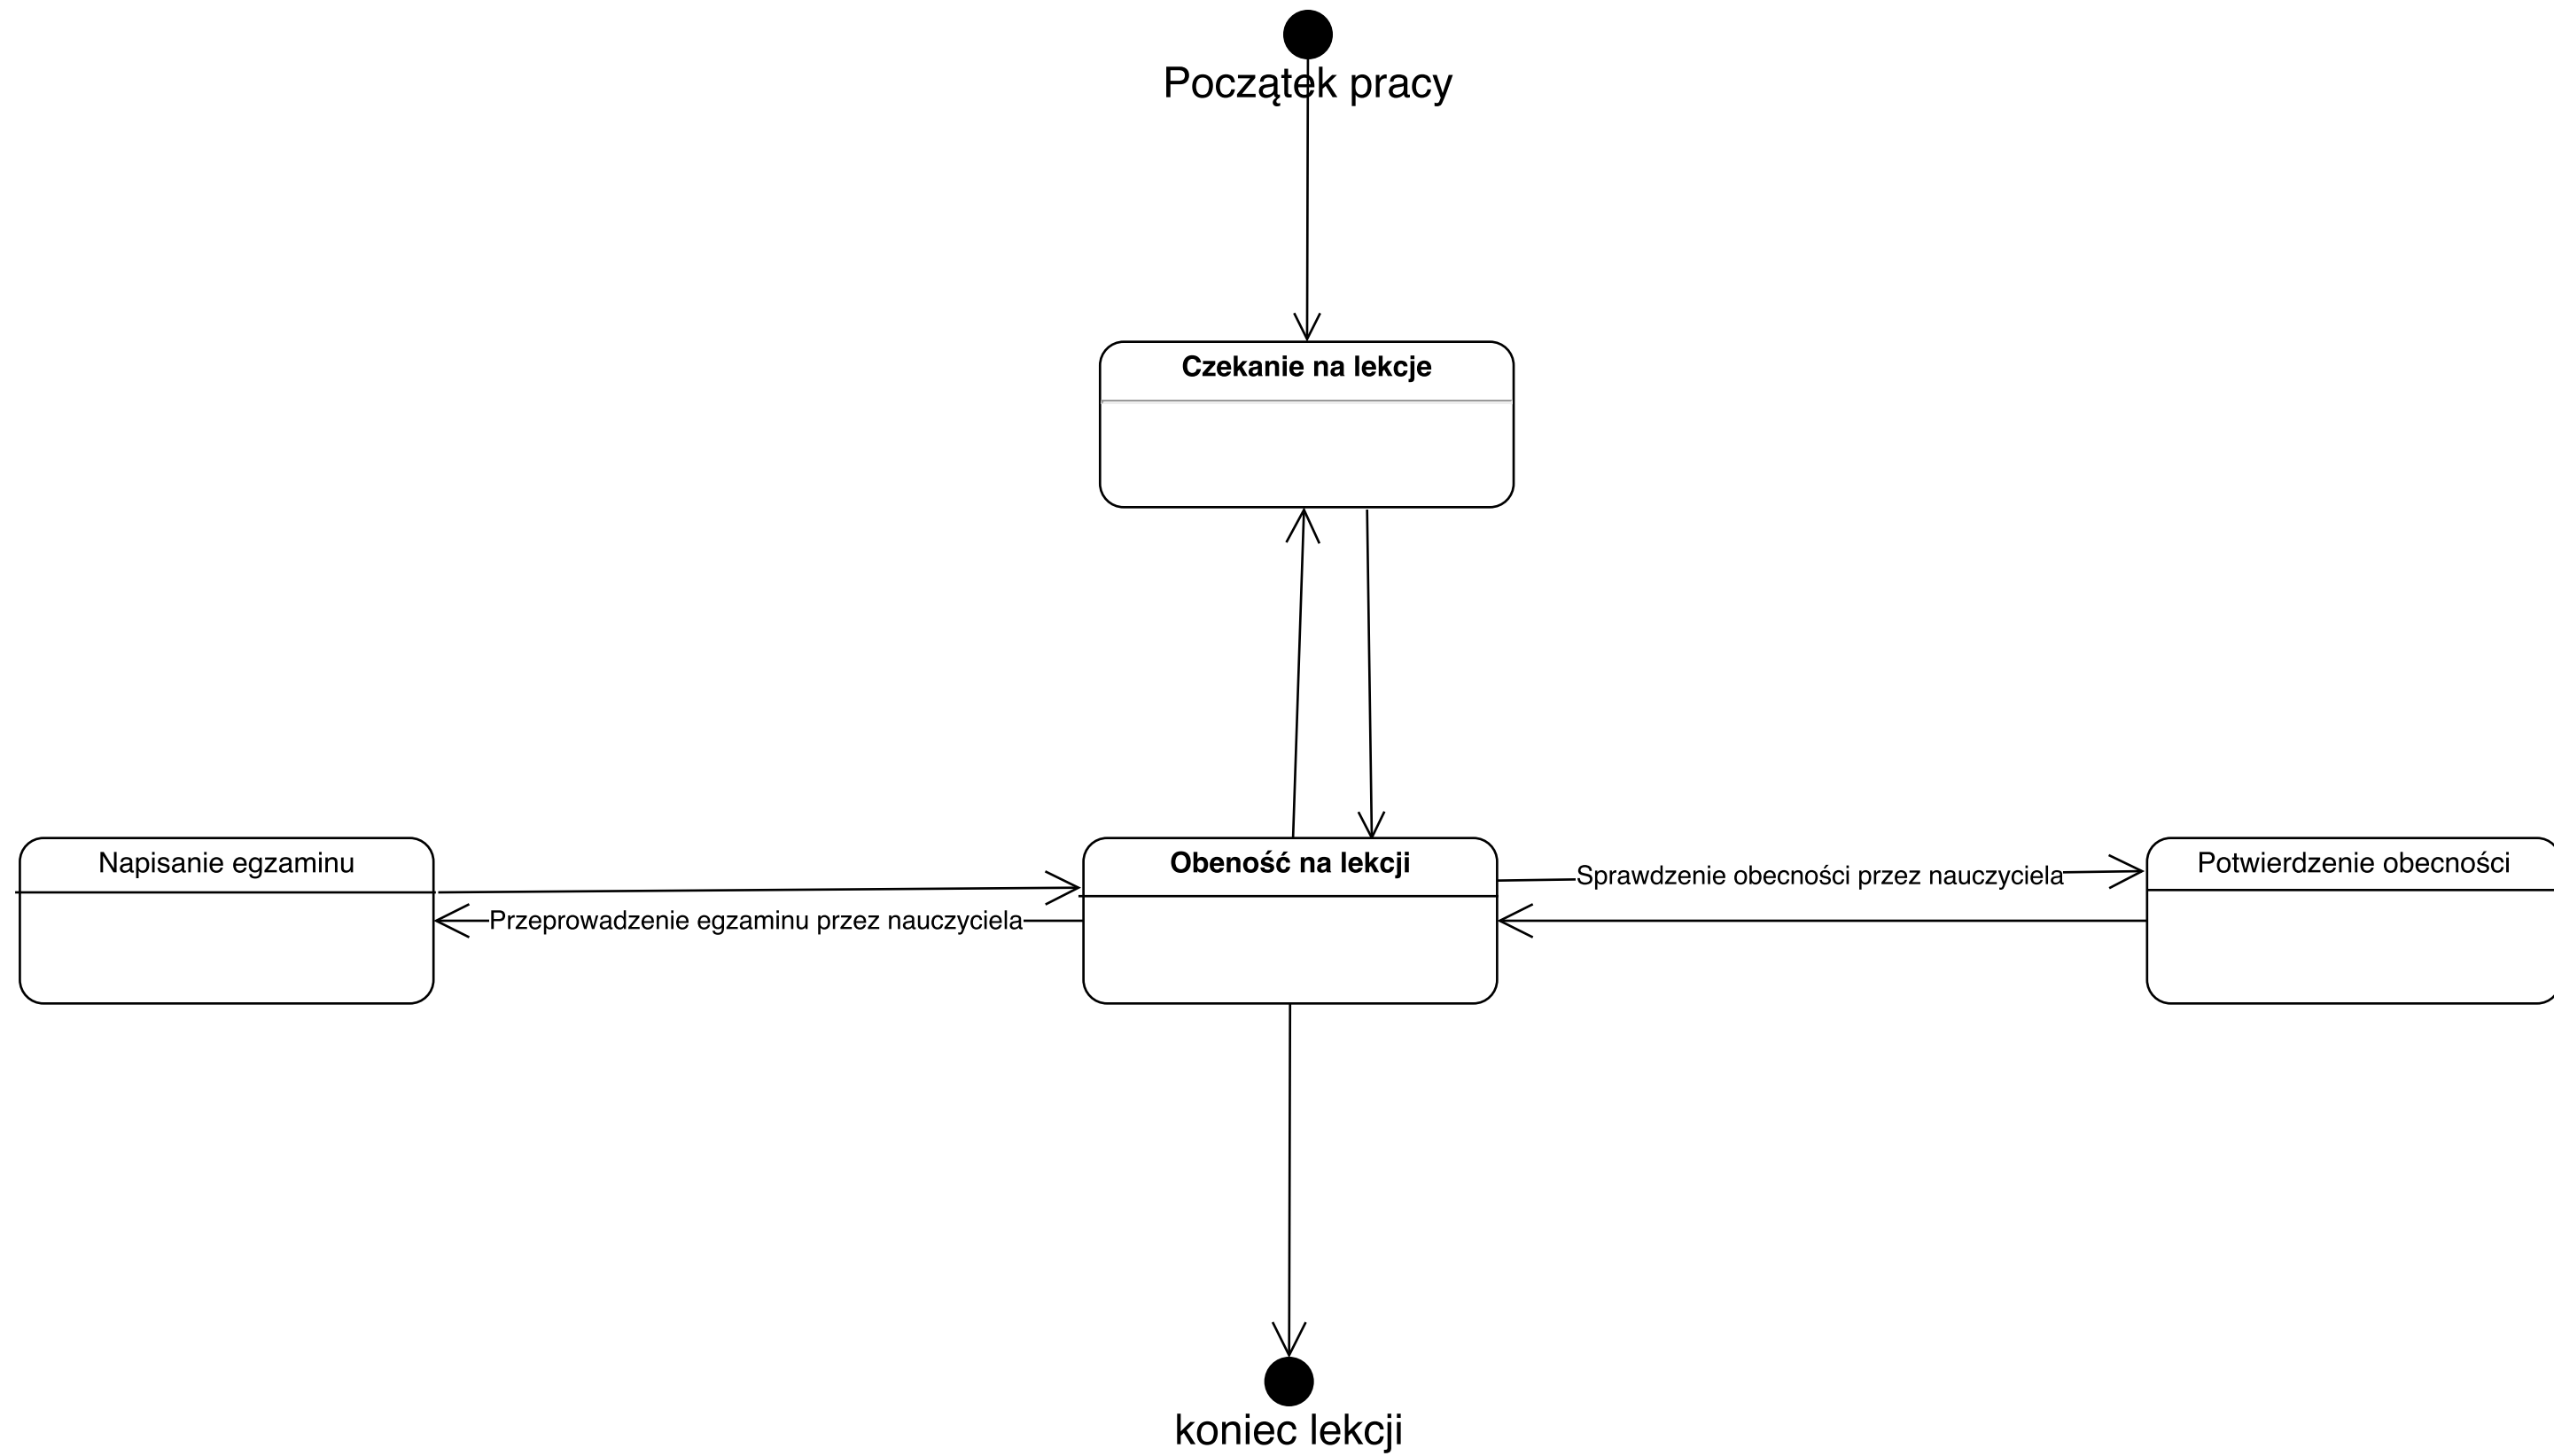 Początek pracy
Czekanie na lekcje
Napisanie egzaminu
Obeność na lekcji
Sprawdzenie obecności przez nauczyciela
Potwierdzenie obecności
Przeprowadzenie egzaminu przez nauczyciela
koniec lekcji